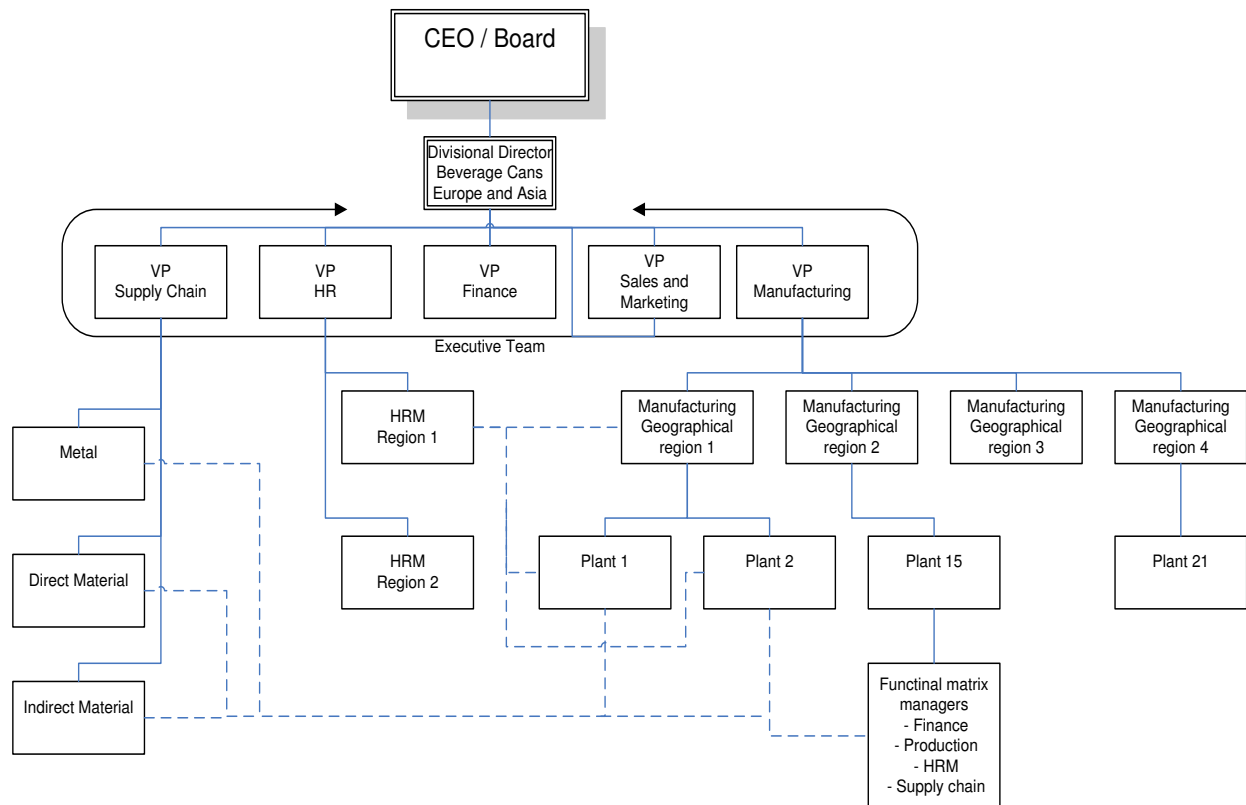 CEO / Board
Divisional Director
Beverage Cans
Europe and Asia
VP
Supply Chain
VP
HR
VP
Finance
VP
Sales and
Marketing
VP
Manufacturing
Executive Team
HRM
Region 1
Manufacturing
Geographical
region 1
Manufacturing
Geographical
region 2
Manufacturing
Geographical
region 3
Manufacturing
Geographical
region 4
Metal
Direct Material
HRM
Region 2
Plant 1
Plant 2
Plant 15
Plant 21
Indirect Material
Functinal matrix
managers
- Finance
- Production
- HRM
- Supply chain